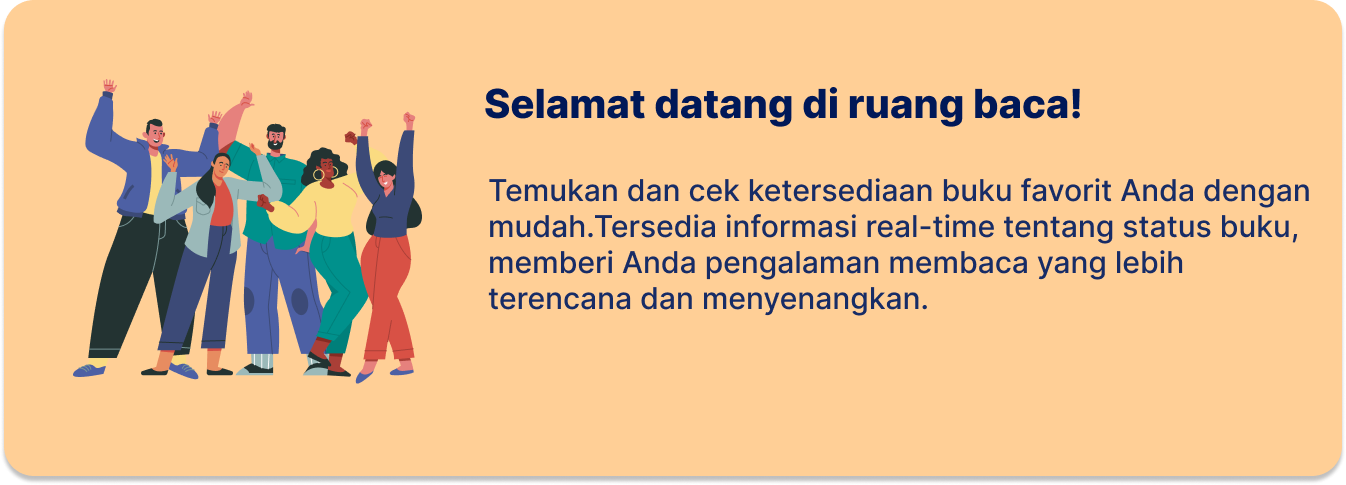 Selamat datang di ruang baca!
Temukan dan cek ketersediaan buku favorit Anda dengan
mudah.Tersedia informasi real-time tentang status buku,
memberi Anda pengalaman membaca yang lebih
terencana dan menyenangkan.